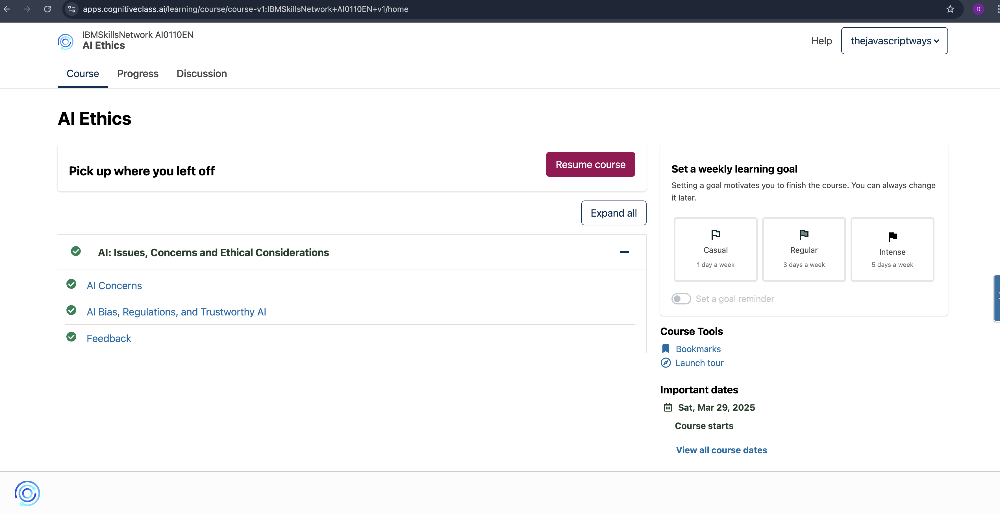 apps.cognitiveclass.ai/learning/course/course-v1:IBMSkillsNetwork+AI0110EN+v1/home
D
IBMSkillsNetwork AI0110EN
AI Ethics
Help
thejavascriptways
Course
Progress
Discussion
AI Ethics
Pick up where you left off
Resume course
Expand all
AI: Issues, Concerns and Ethical Considerations
AI Concerns
AI Bias, Regulations, and Trustworthy AI
Feedback
Set a weekly learning goal
Setting a goal motivates you to finish the course. You can always change
it later.
Casual
1 day a week
Regular
3 days a week
Intense
5 days a week
Set a goal reminder
Course Tools
Bookmarks
Launch tour
Important dates
Sat, Mar 29, 2025
Course starts
View all course dates